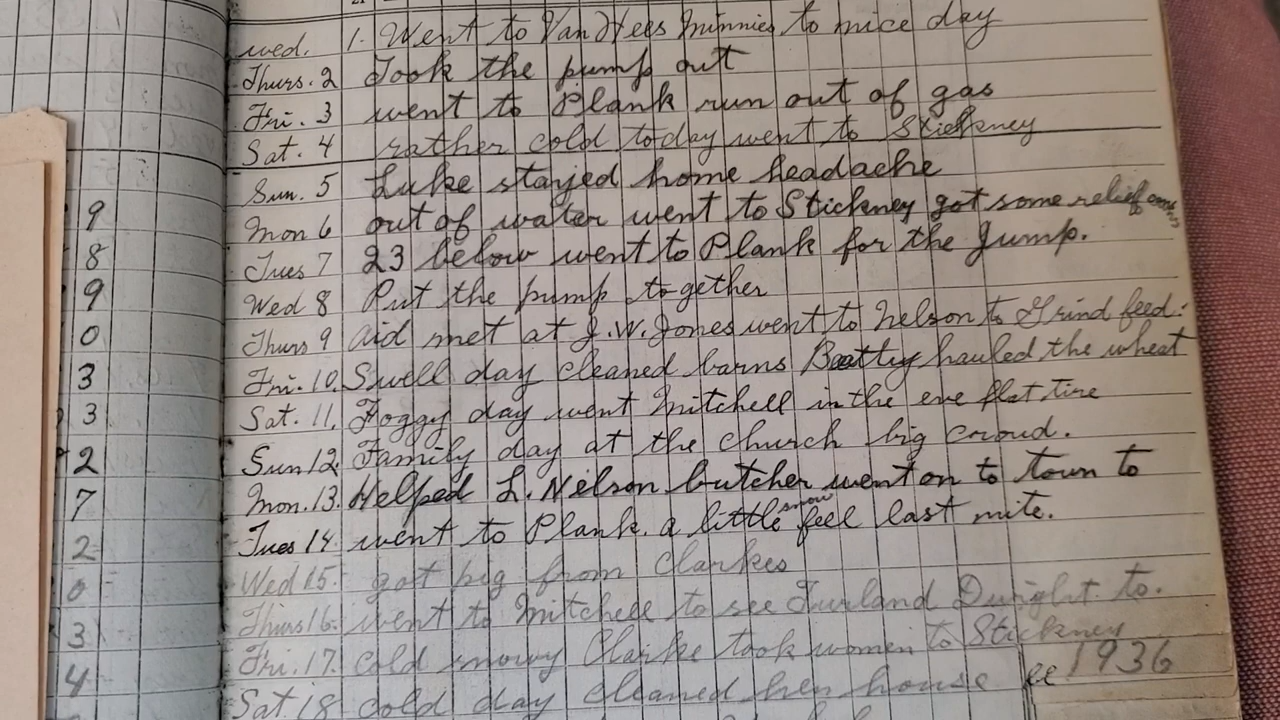 wed. 1. Went to Van Hees Minnies to nice day
Thurs. 2 Took the pump out
Fri. 3 went to Plank run out of gas
Sat. 4 rather cold today went to Stickney
Sun. 5 Luke stayed home headache
9 Mon 6 out of water went to Stickney got some relief
8 Tues 7 23 below went to Plank for the Jump.
9 Wed 8 Put the pump together
0 Thurs 9 aid met at J.W. Jones went to Nelson to Grind feed.
3 Fri. 10. Swell day cleaned barns Beatty hauled the wheat
3 Sat. 11. Foggy day went Mitchell in the eve flat tire
2 Sun 12. Family day at the church big croud.
7 Mon. 13. Helped L. Nelson butcher went on to town to
2 Tues 14. went to Plank. a little snow feel last nite.
0 Wed 15. got big from Clarkes
3 Thurs 16. went to Mitchell to see Dwight to.
4 Fri. 17. cold snowy Clarke took women to Stickney
Sat. 18. cold day cleaned hen house
1936